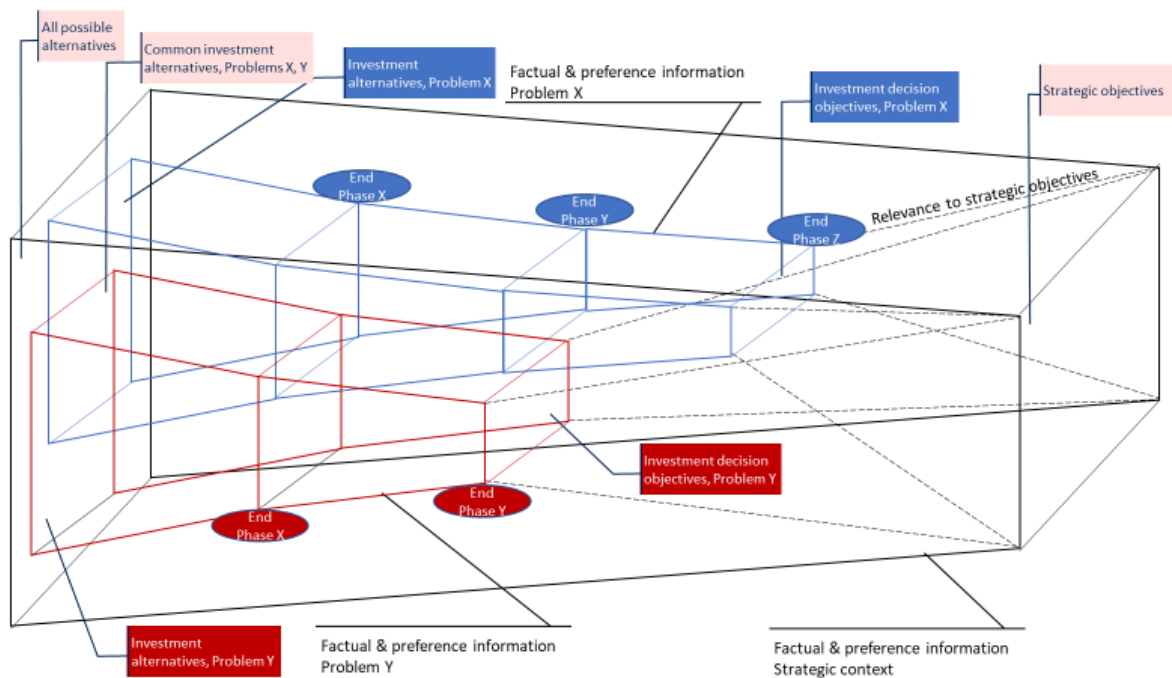 All possible
alternatives
Common investment
alternatives, Problems X, Y
Investment
alternatives, Problem X
Factual & preference information
Problem X
Investment decision
objectives, Problem X
Strategic objectives
End
Phase X
End
Phase Y
End
Phase Z
Relevance to strategic objectives
Investment decision
objectives, Problem Y
End
Phase X
End
Phase Y
Investment
alternatives, Problem Y
Factual & preference information
Problem Y
Factual & preference information
Strategic context